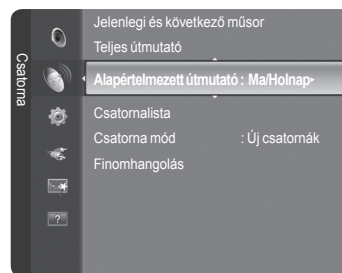 Csatorna
Jelenlegi és következő műsor
Teljes útmutató
Alapértelmezett útmutató : Ma/Holnap
Csatornalista
Csatorna mód : Új csatornák
Finomhangolás
?